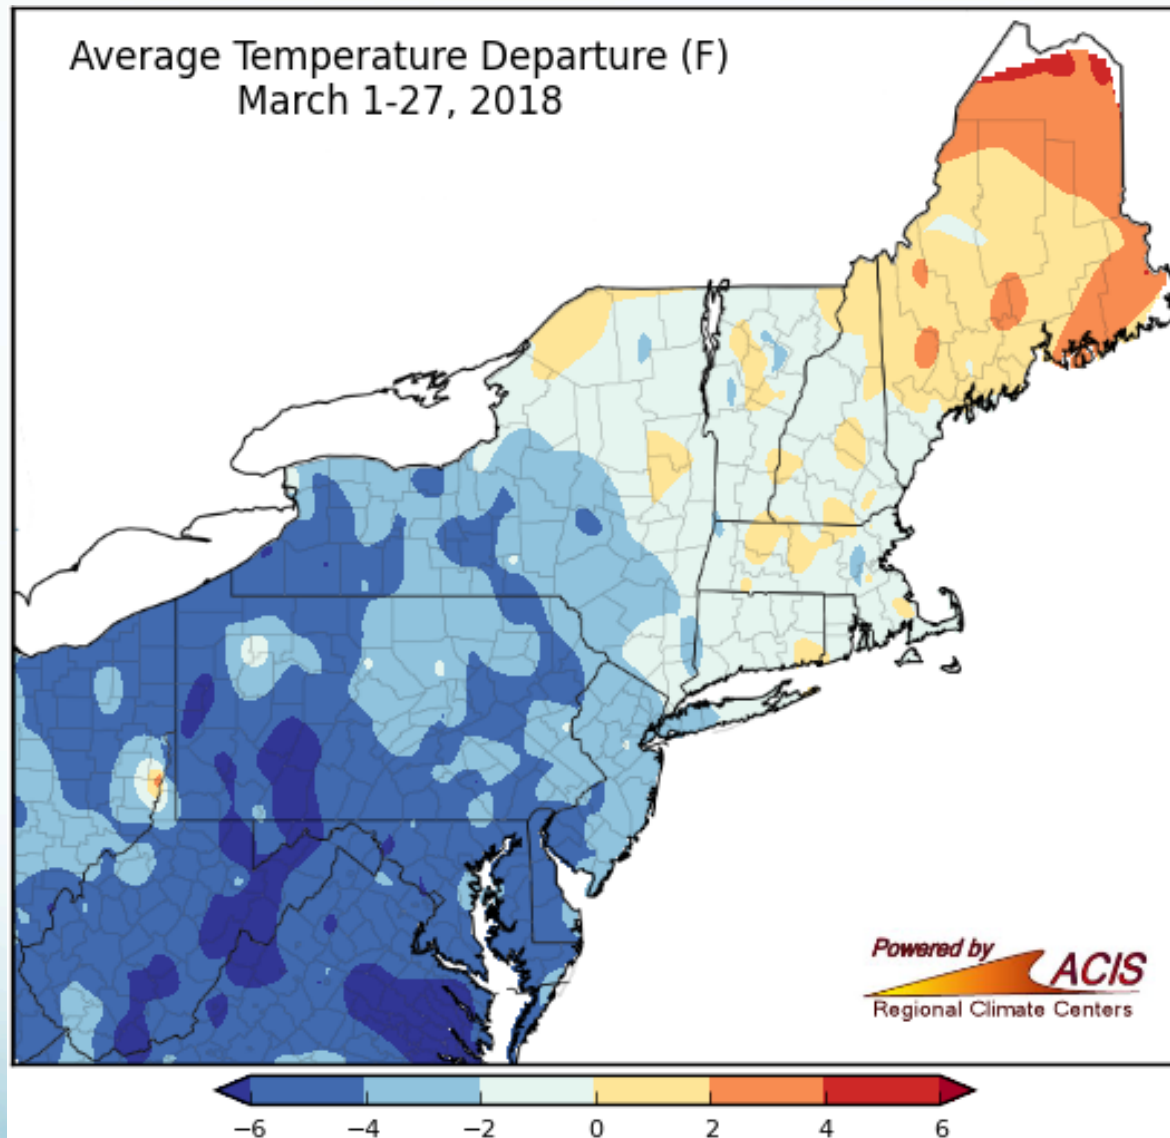 Average Temperature Departure (F)
March 1-27, 2018
Powered by
ACIS
Regional Climate Centers
−6 −4 −2 0 2 4 6